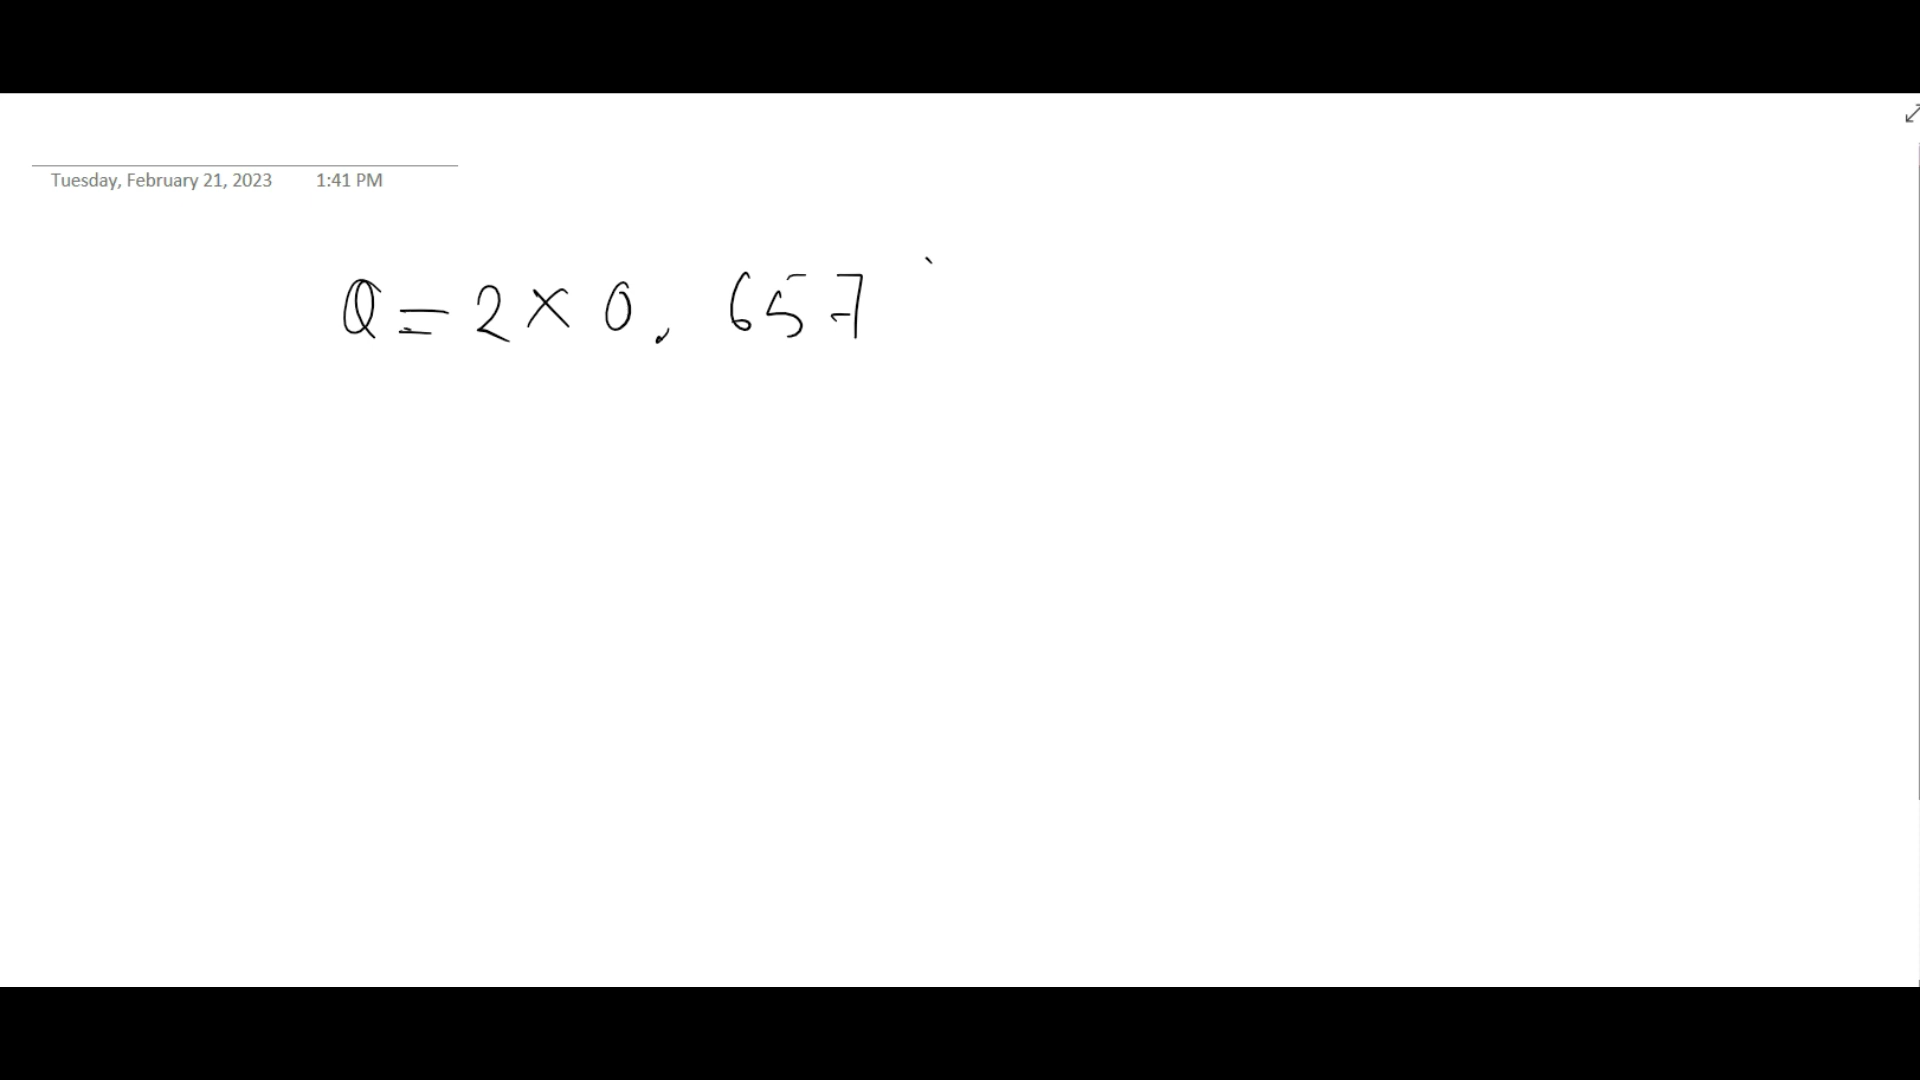 Tuesday, February 21, 2023 1:41 PM
Q = 2 × 0. 657